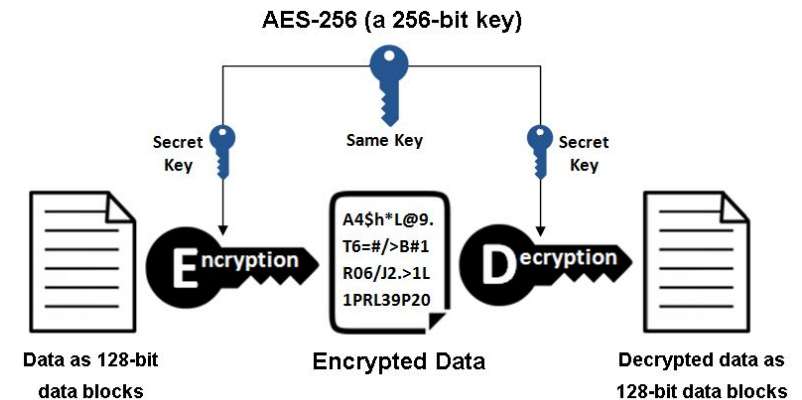 AES-256 (a 256-bit key)
Secret
Key
Same Key
Secret
Key
Encryption
A4$h*L@9.
T6=#/>B#1
R06/J2.>1L
1PRL39P20
Decryption
Data as 128-bit
data blocks
Encrypted Data
Decrypted data as
128-bit data blocks